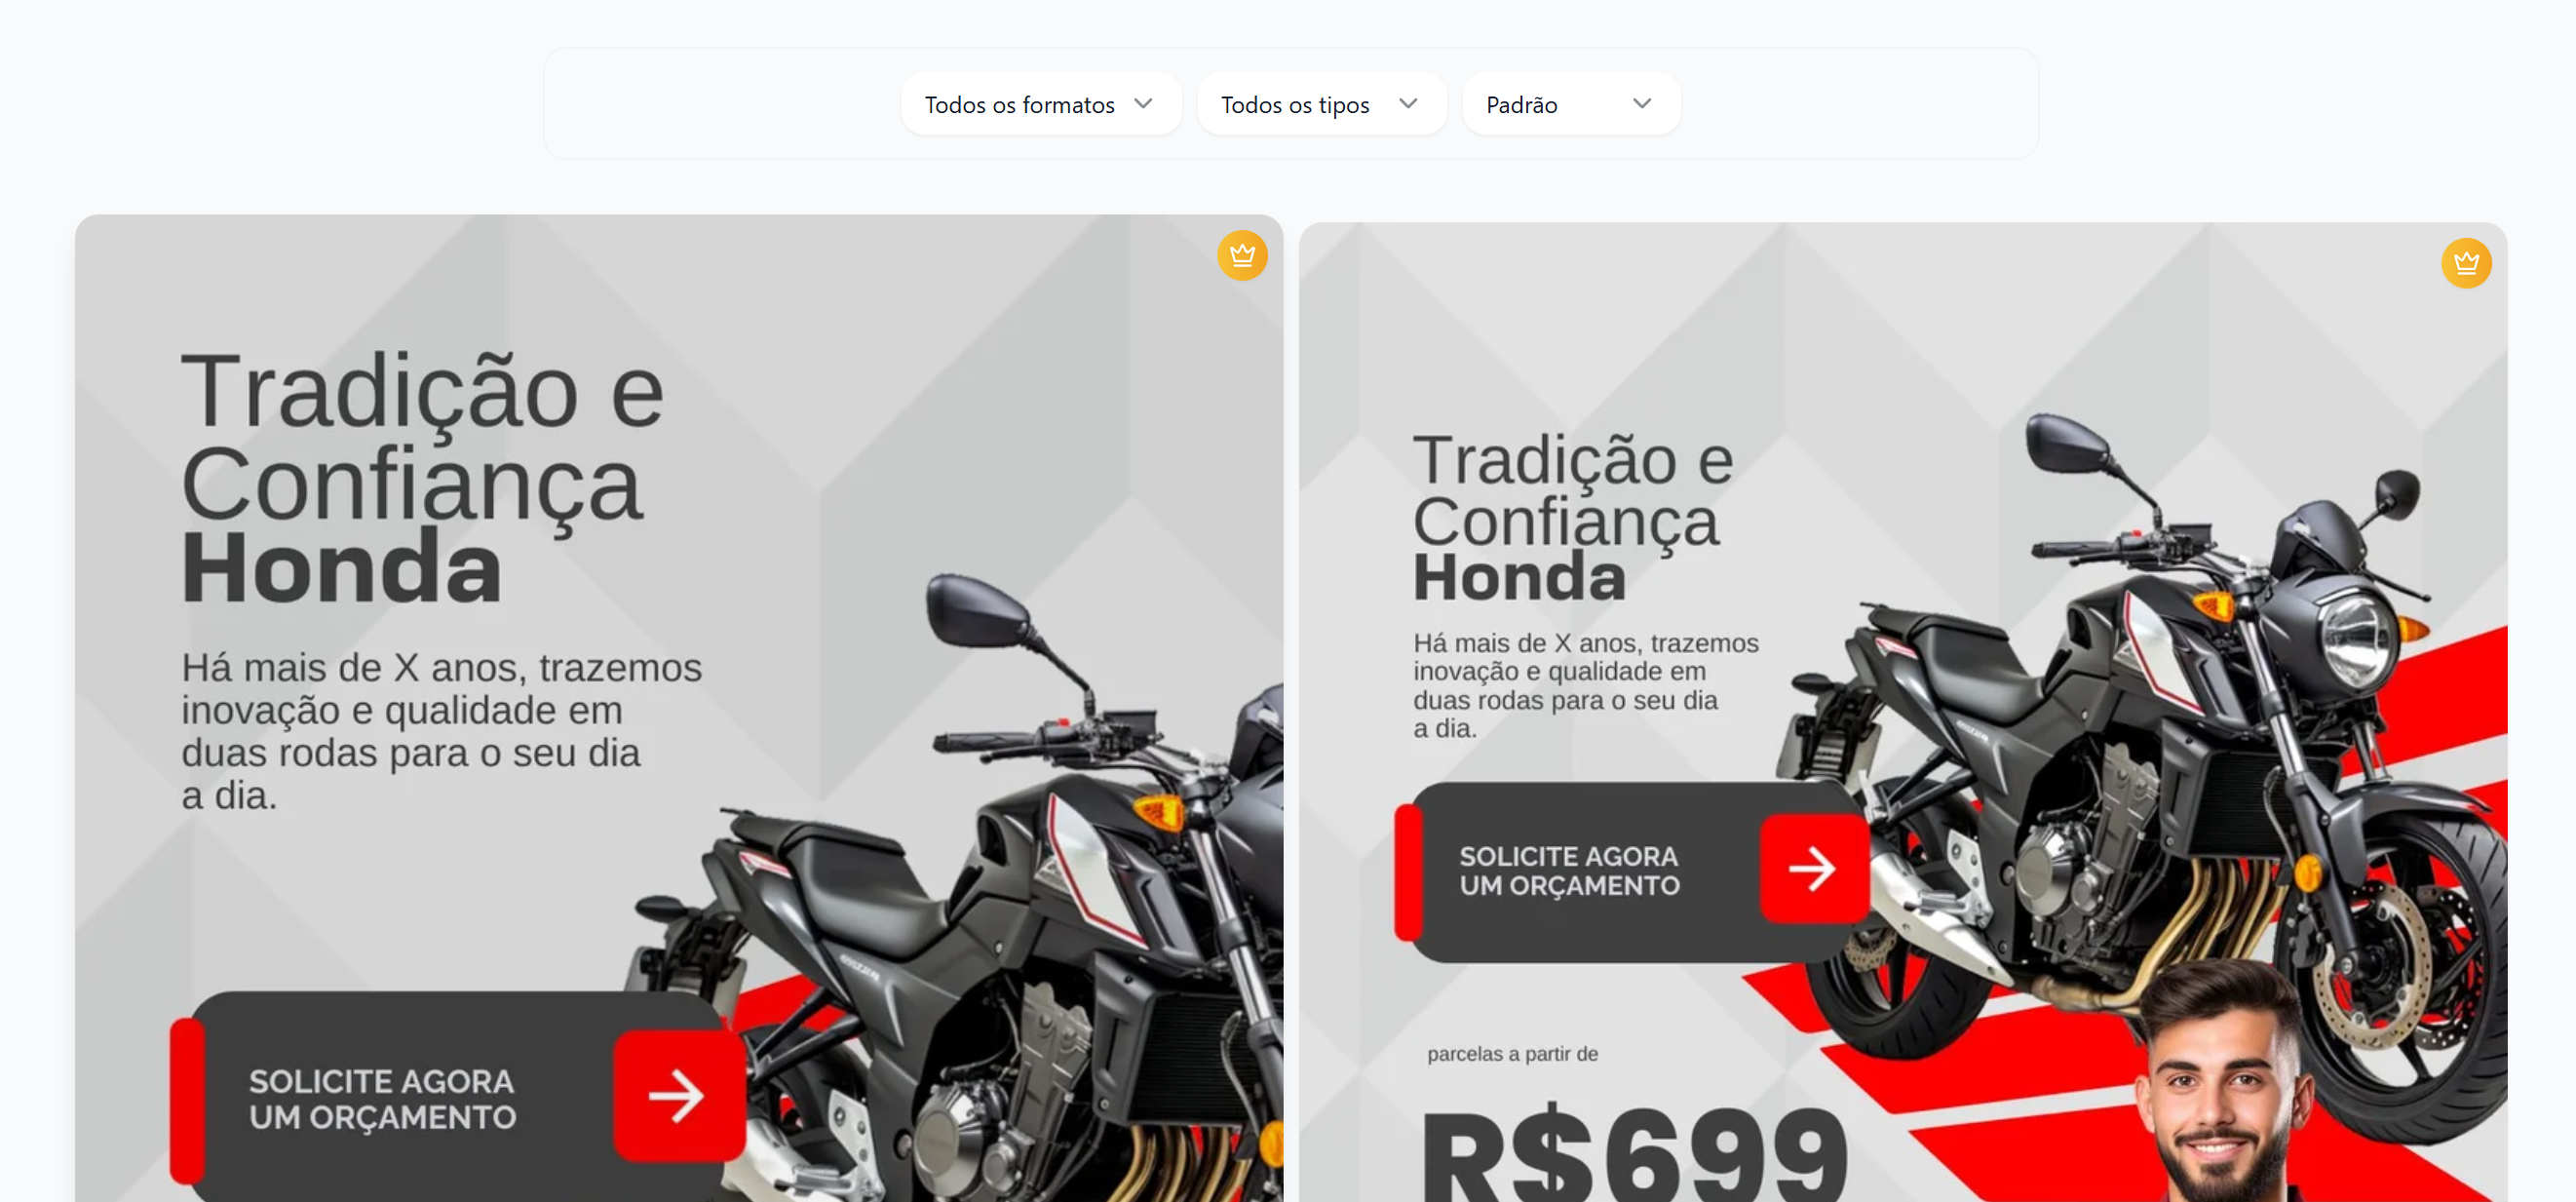 Todos os formatos
Todos os tipos
Padrão
Tradição e
Confiança
Honda
Há mais de X anos, trazemos
inovação e qualidade em
duas rodas para o seu dia
a dia.
SOLICITE AGORA
UM ORÇAMENTO
Tradição e
Confiança
Honda
Há mais de X anos, trazemos
inovação e qualidade em
duas rodas para o seu dia
a dia.
SOLICITE AGORA
UM ORÇAMENTO
parcelas a partir de
R$699